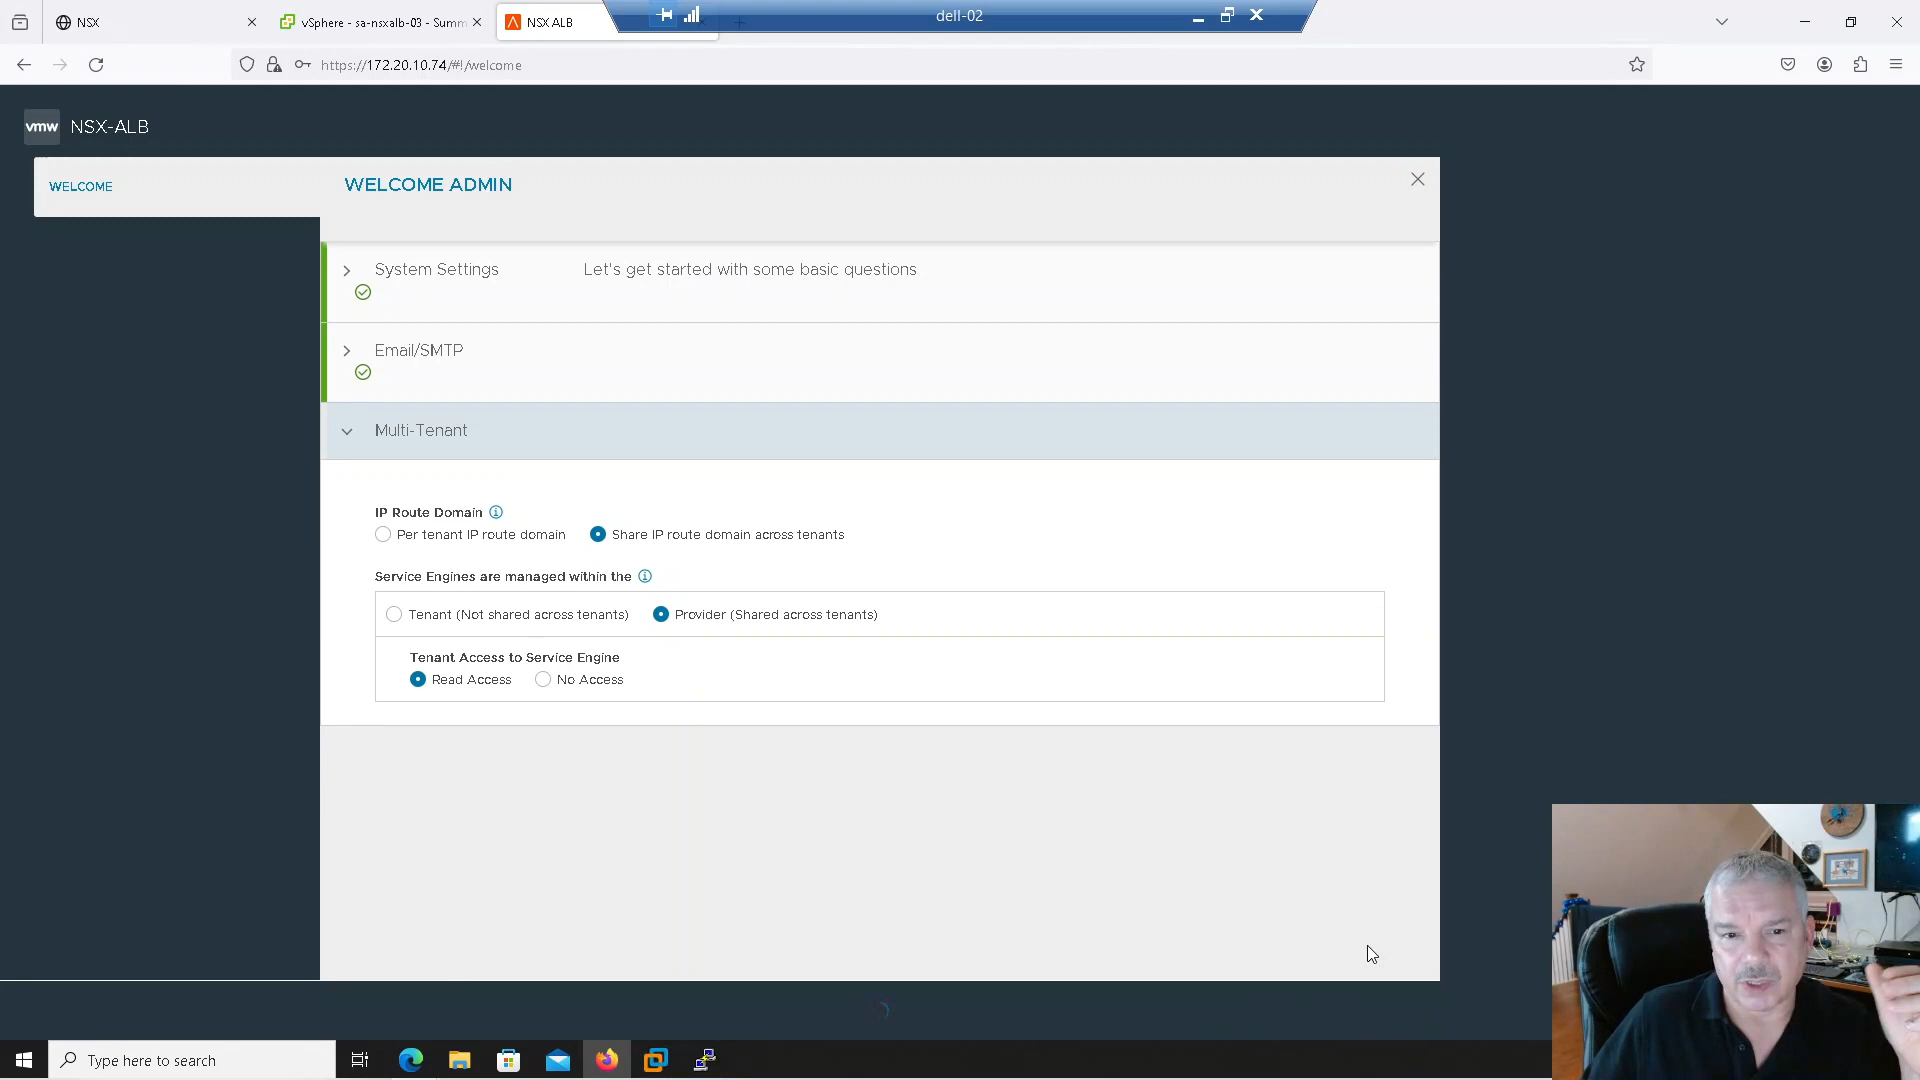 NSX
vSphere - sa-nsxalb-03 - Summ
NSX ALB
dell-02
https://172.20.10.74/#!/welcome
vmw NSX-ALB
WELCOME
WELCOME ADMIN
System Settings Let's get started with some basic questions
Email/SMTP
Multi-Tenant
IP Route Domain
Per tenant IP route domain Share IP route domain across tenants
Service Engines are managed within the
Tenant (Not shared across tenants) Provider (Shared across tenants)
Tenant Access to Service Engine
Read Access No Access
Type here to search